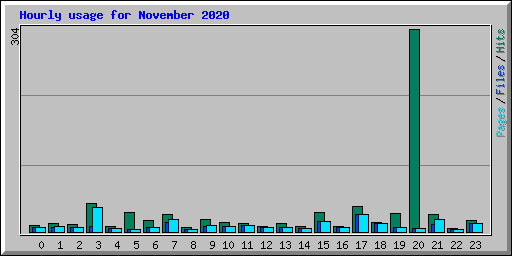 Hourly usage for November 2020
304
Pages/Files/Hits
0 1 2 3 4 5 6 7 8 9 10 11 12 13 14 15 16 17 18 19 20 21 22 23